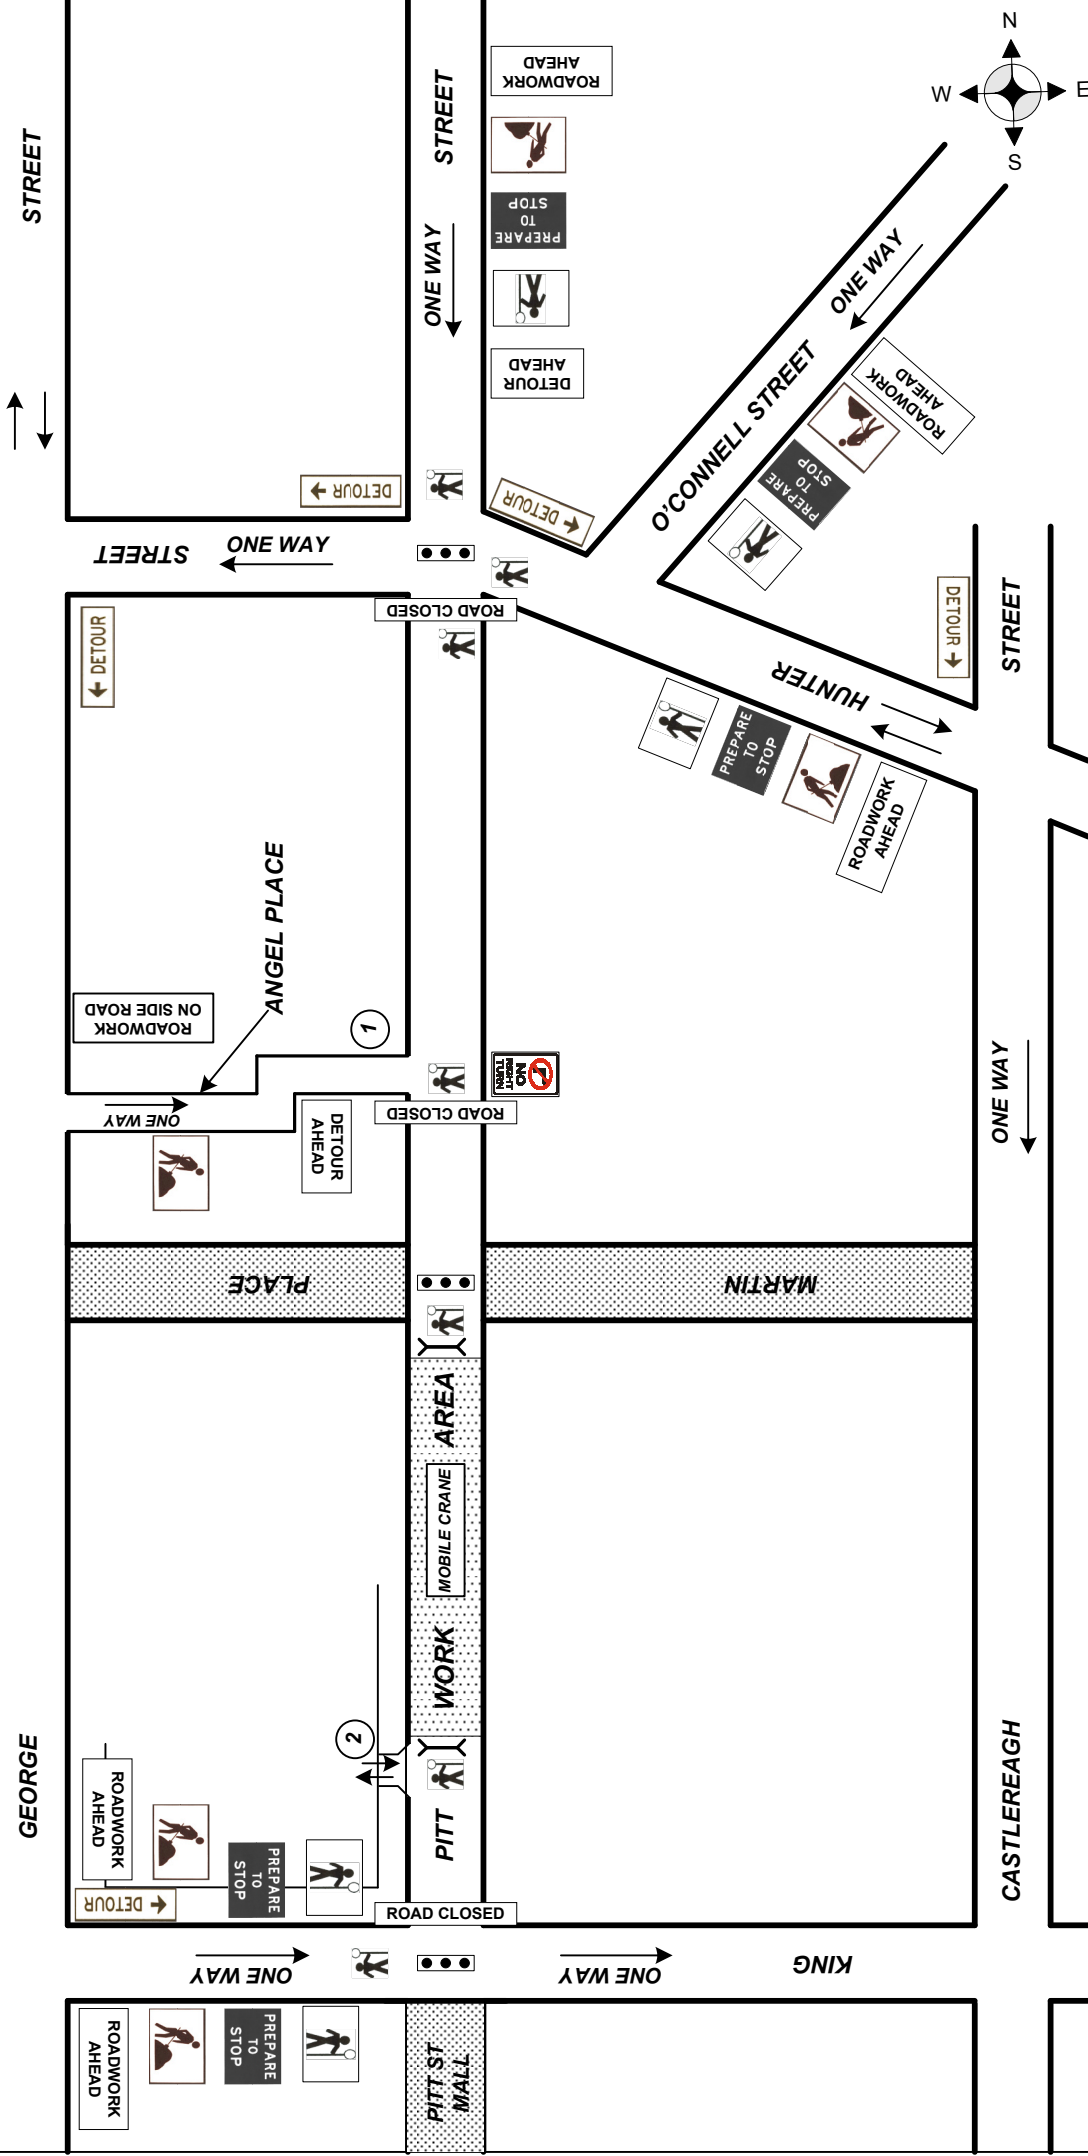 N
W
E
S
STREET
STREET
ROADWORK
AHEAD
PREPARE
TO
STOP
ONE WAY
DETOUR
AHEAD
ONE WAY
O'CONNELL STREET
ROADWORK
AHEAD
PREPARE
TO
STOP
DETOUR
DETOUR
STREET
ONE WAY
ROAD CLOSED
DETOUR
DETOUR
STREET
HUNTER
PREPARE
TO
STOP
ROADWORK
AHEAD
ANGEL PLACE
ROADWORK
ON SIDE ROAD
1
NO
RIGHT
TURN
ROAD CLOSED
ONE WAY
DETOUR
AHEAD
ONE WAY
PLACE
MARTIN
AREA
MOBILE CRANE
WORK
2
PITT
GEORGE
ROADWORK
AHEAD
PREPARE
TO
STOP
DETOUR
ROAD CLOSED
CASTLEREAGH
ONE WAY
ONE WAY
KING
ROADWORK
AHEAD
PREPARE
TO
STOP
PITT ST
MALL